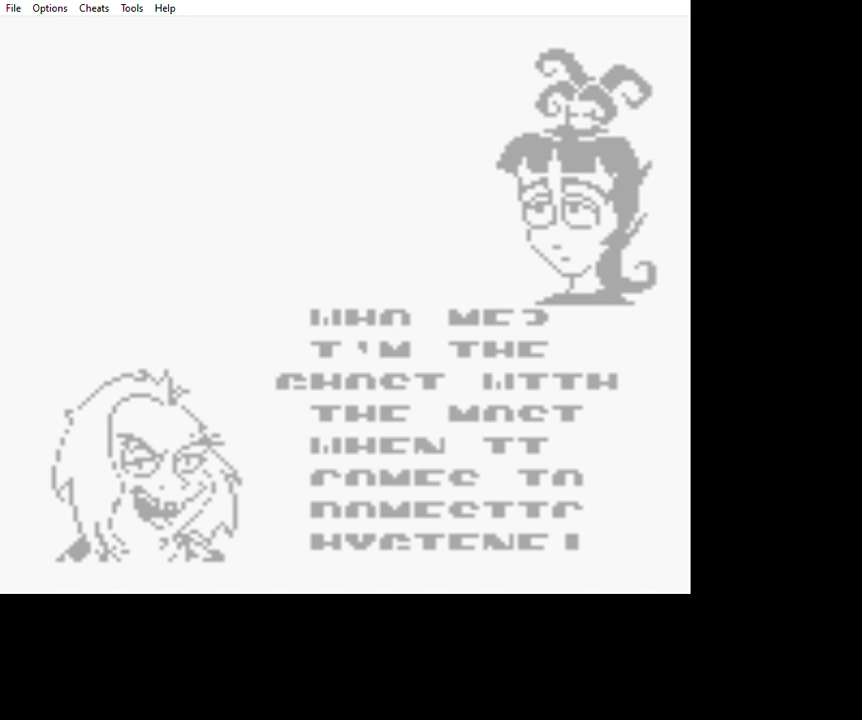 File Options Cheats Tools Help
WHO ME?
I'M THE
GHOST WITH
THE MOST
WHEN IT
COMES TO
DOMESTIC
HYGIENE!